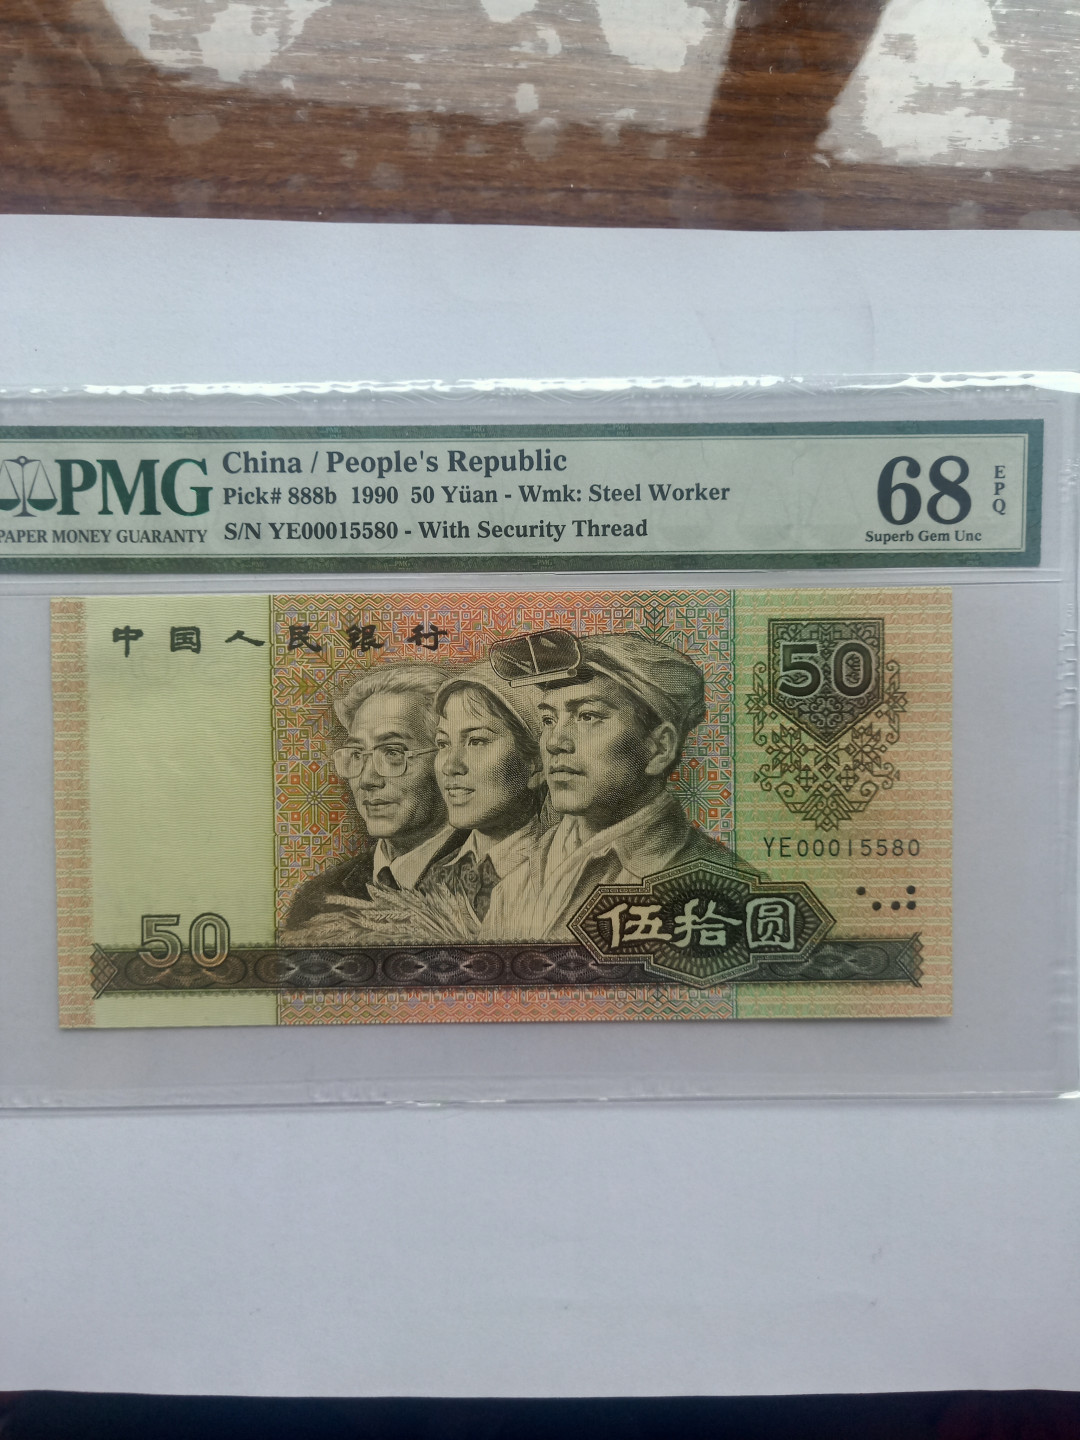 China / People's Republic
PMG
Pick# 888b 1990 50 Yüan - Wmk: Steel Worker
68
EPQ
PAPER MONEY GUARANTY
S/N YE00015580 - With Security Thread
Superb Gem Unc
中国人民银行
50
YE00015580
50
伍拾圆